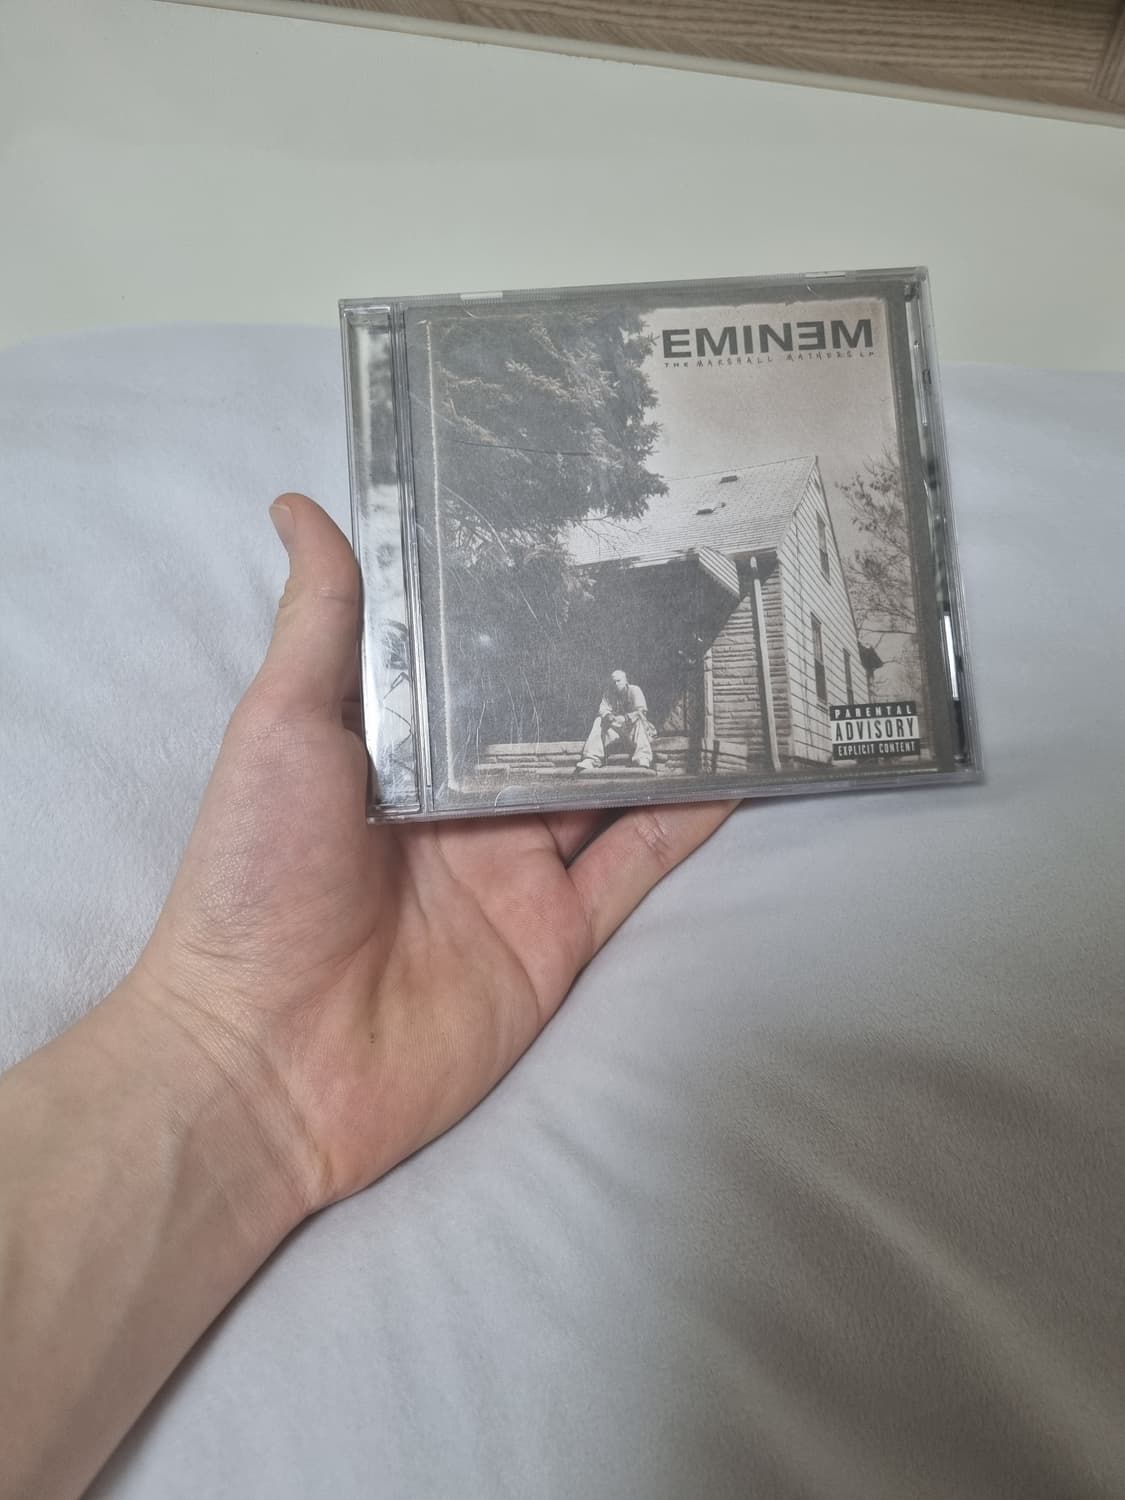 EMINƎM
THE MARSHALL MATHERS LP
PARENTAL
ADVISORY
EXPLICIT CONTENT